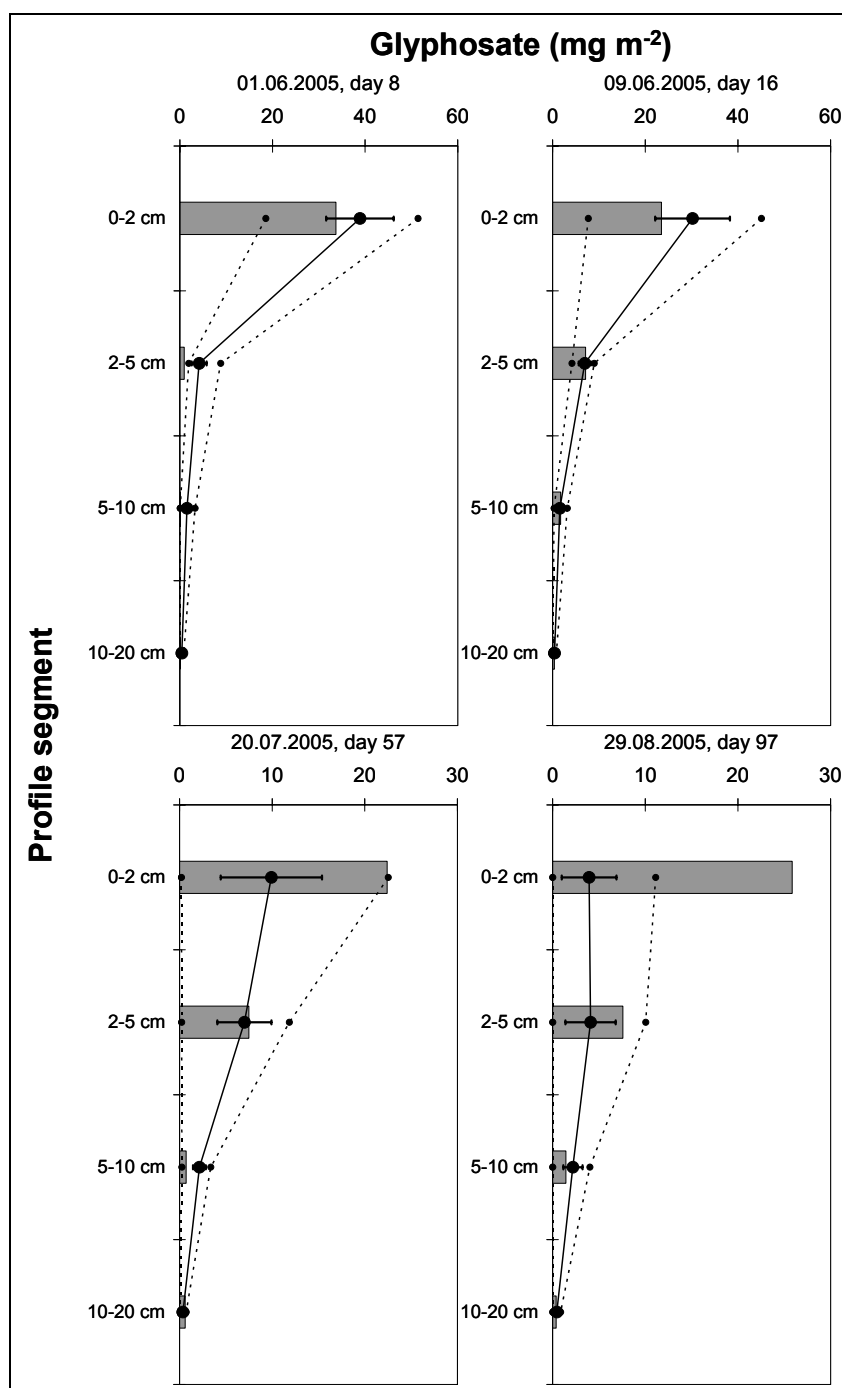 Glyphosate (mg m-2)
01.06.2005, day 8
0 20 40 60
0-2 cm
2-5 cm
5-10 cm
10-20 cm
09.06.2005, day 16
0 20 40 60
0-2 cm
2-5 cm
5-10 cm
10-20 cm
Profile segment
20.07.2005, day 57
0 10 20 30
0-2 cm
2-5 cm
5-10 cm
10-20 cm
29.08.2005, day 97
0 10 20 30
0-2 cm
2-5 cm
5-10 cm
10-20 cm